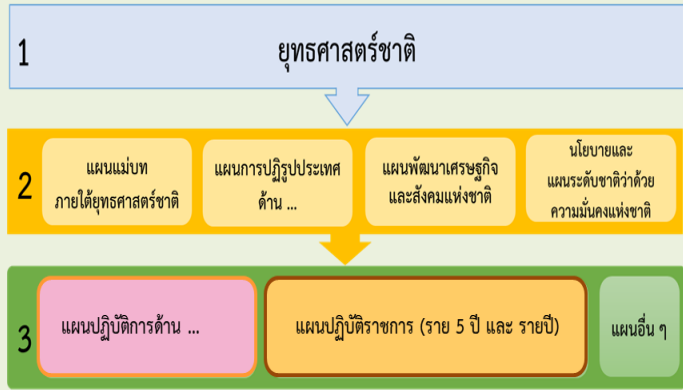 1
ยุทธศาสตร์ชาติ
2
แผนแม่บท
ภายใต้ยุทธศาสตร์ชาติ
แผนการปฏิรูปประเทศ
ด้าน ...
แผนพัฒนาเศรษฐกิจ
และสังคมแห่งชาติ
นโยบายและ
แผนระดับชาติว่าด้วย
ความมั่นคงแห่งชาติ
3
แผนปฏิบัติการด้าน ...
แผนปฏิบัติราชการ (ราย 5 ปี และ รายปี)
แผนอื่น ๆ